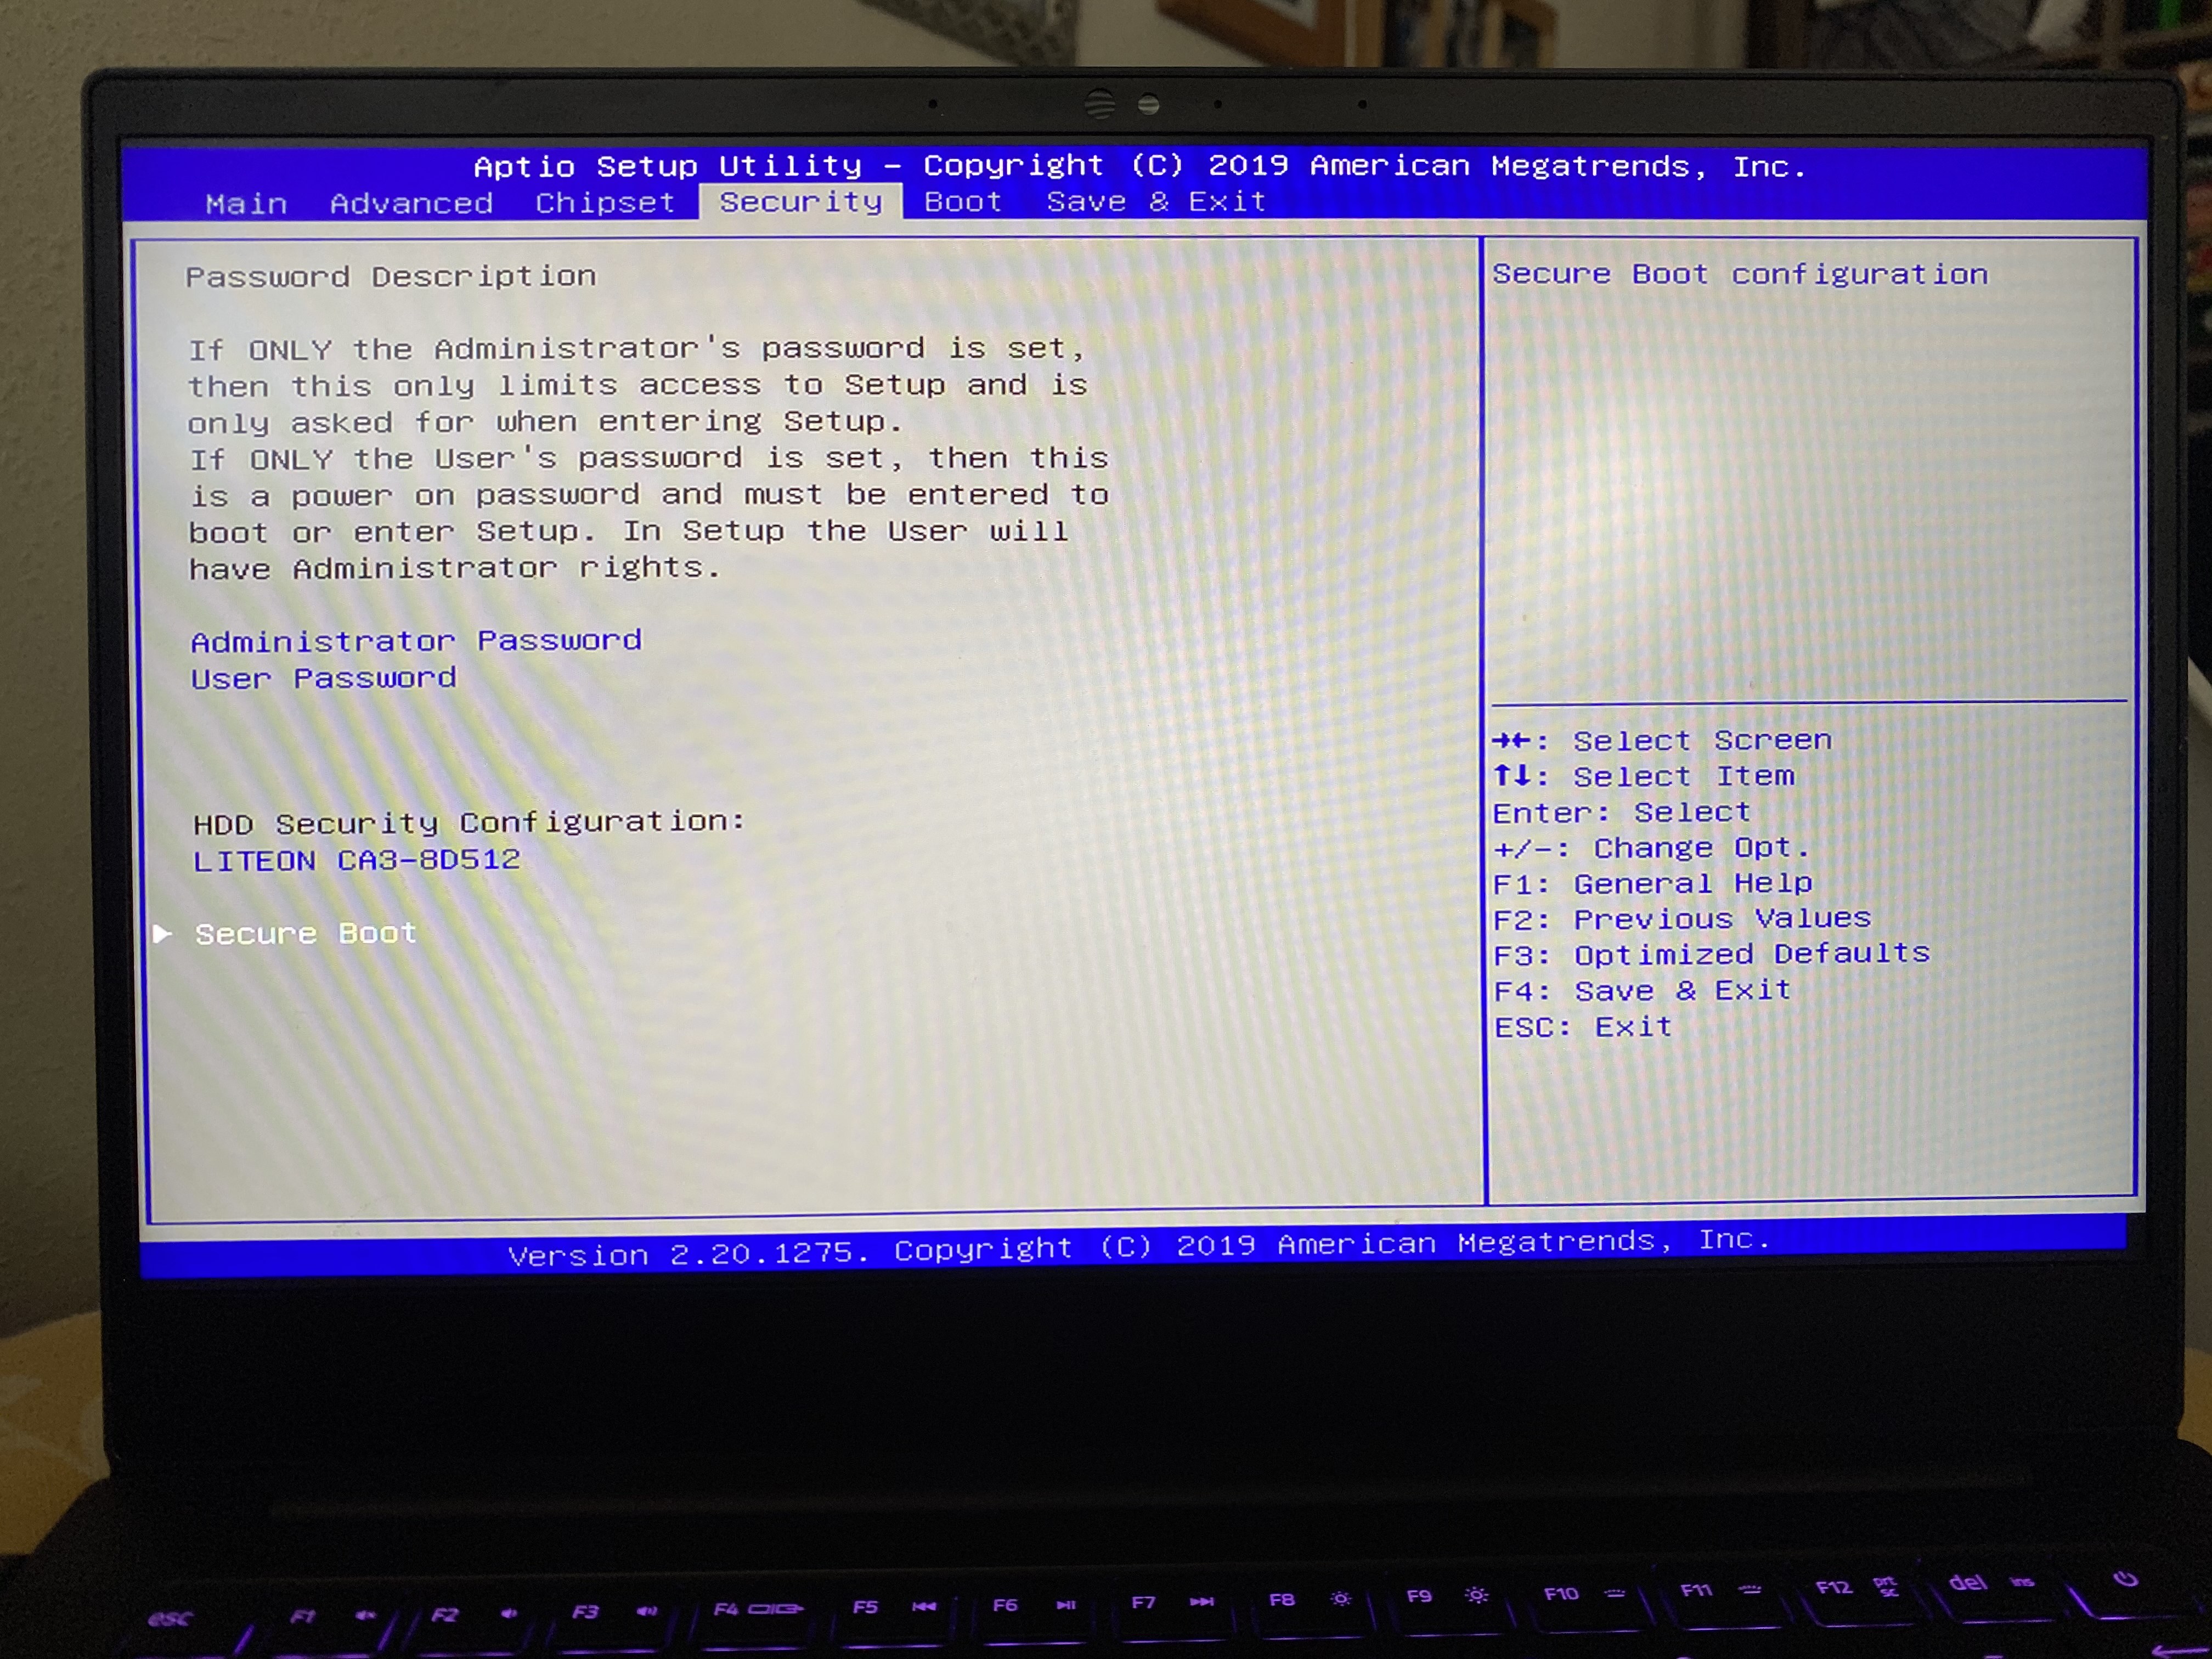 Aptio Setup Utility – Copyright (C) 2019 American Megatrends, Inc.
Main Advanced Chipset Security Boot Save & Exit
Password Description
If ONLY the Administrator's password is set,
then this only limits access to Setup and is
only asked for when entering Setup.
If ONLY the User's password is set, then this
is a power on password and must be entered to
boot or enter Setup. In Setup the User will
have Administrator rights.
Administrator Password
User Password
HDD Security Configuration:
LITEON CA3-8D512
► Secure Boot
Secure Boot configuration
→←: Select Screen
↑↓: Select Item
Enter: Select
+/-: Change Opt.
F1: General Help
F2: Previous Values
F3: Optimized Defaults
F4: Save & Exit
ESC: Exit
Version 2.20.1275. Copyright (C) 2019 American Megatrends, Inc.
esc F1 F2 F3 F4 F5 F6 F7 F8 F9 F10 F11 F12 prt sc del ins